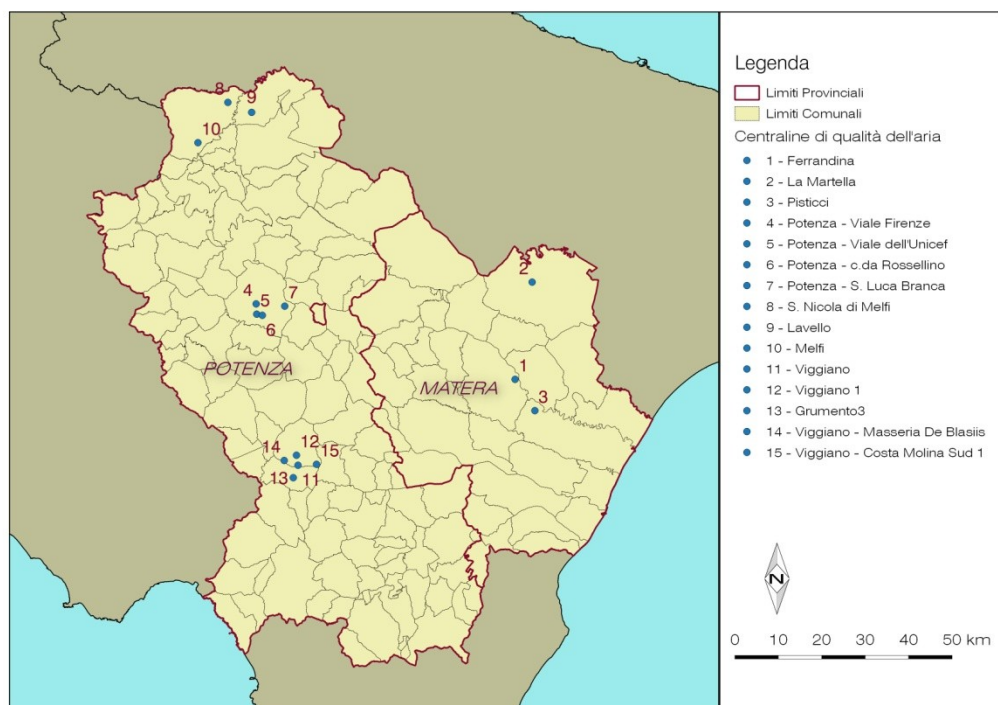 8
9
10
2
4
7
5
6
POTENZA
1
MATERA
3
12
14
15
13
11
Legenda
Limiti Provinciali
Limiti Comunali
Centraline di qualità dell'aria
1 - Ferrandina
2 - La Martella
3 - Pisticci
4 - Potenza - Viale Firenze
5 - Potenza - Viale dell'Unicef
6 - Potenza - c.da Rossellino
7 - Potenza - S. Luca Branca
8 - S. Nicola di Melfi
9 - Lavello
10 - Melfi
11 - Viggiano
12 - Viggiano 1
13 - Grumento3
14 - Viggiano - Masseria De Blasiis
15 - Viggiano - Costa Molina Sud 1
N
0 10 20 30 40 50 km